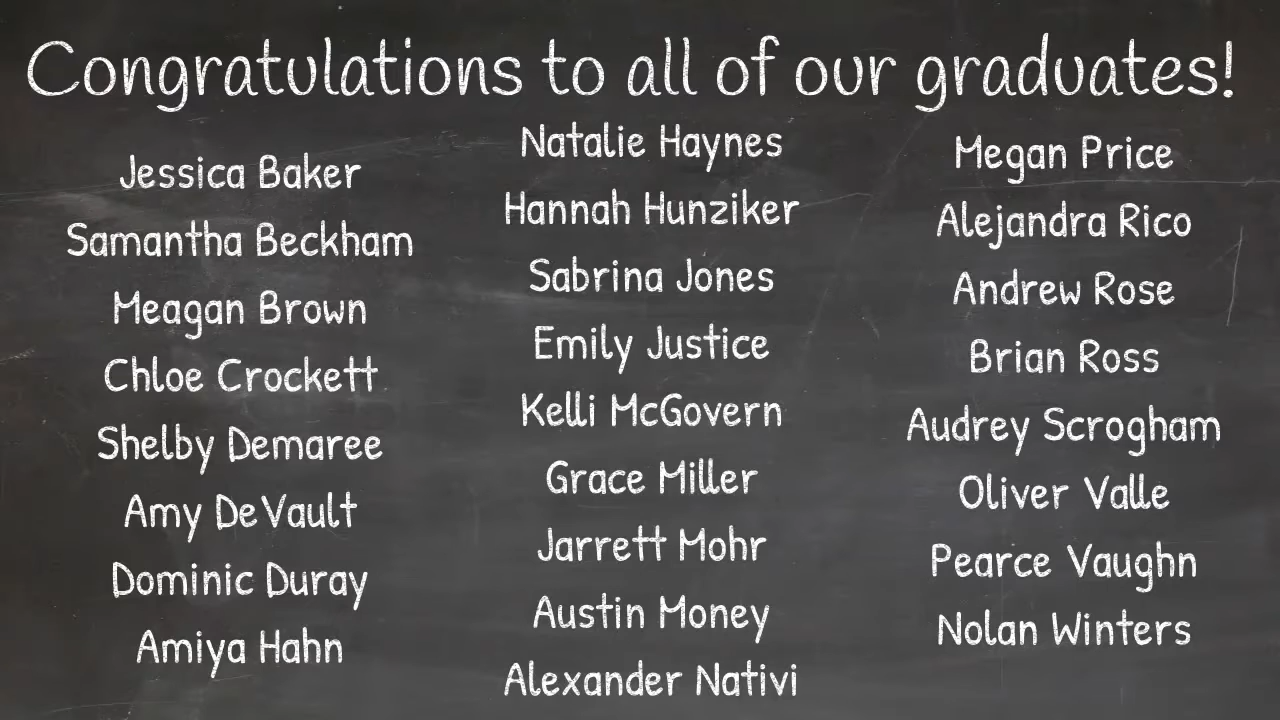 Congratulations to all of our graduates!
Jessica Baker
Samantha Beckham
Meagan Brown
Chloe Crockett
Shelby Demaree
Amy DeVault
Dominic Duray
Amiya Hahn
Natalie Haynes
Hannah Hunziker
Sabrina Jones
Emily Justice
Kelli McGovern
Grace Miller
Jarrett Mohr
Austin Money
Alexander Nativi
Megan Price
Alejandra Rico
Andrew Rose
Brian Ross
Audrey Scrogham
Oliver Valle
Pearce Vaughn
Nolan Winters